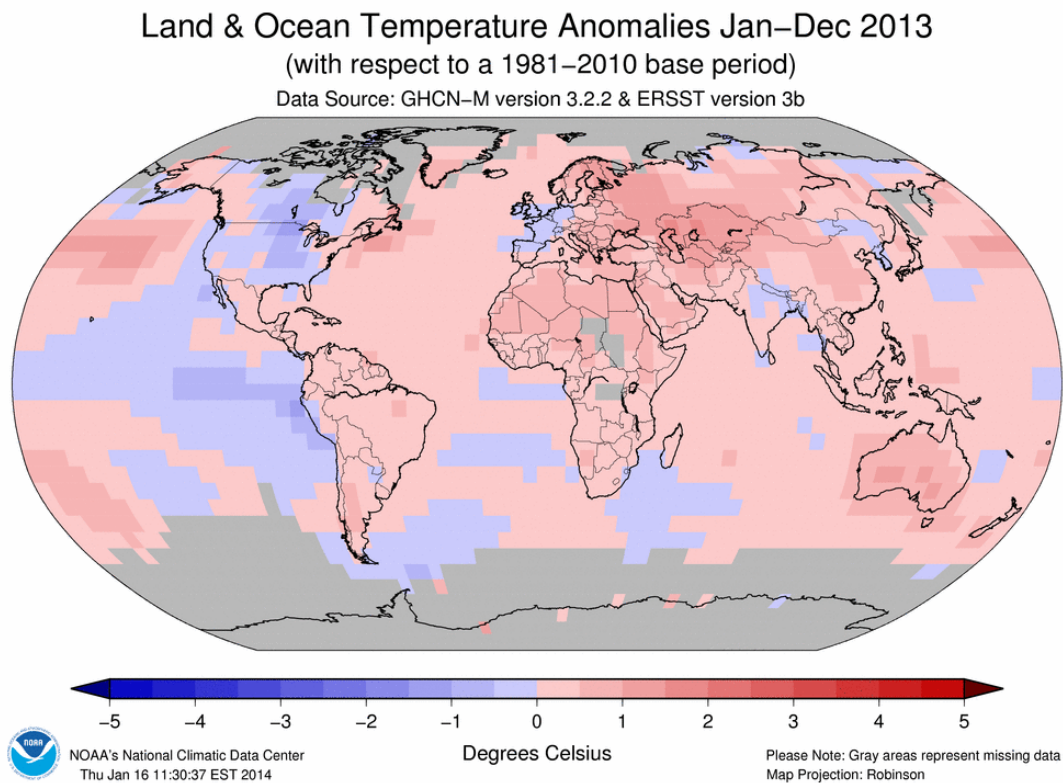 Land & Ocean Temperature Anomalies Jan–Dec 2013
(with respect to a 1981–2010 base period)
Data Source: GHCN–M version 3.2.2 & ERSST version 3b
–5 –4 –3 –2 –1 0 1 2 3 4 5
Degrees Celsius
NOAA
NOAA's National Climatic Data Center
Thu Jan 16 11:30:37 EST 2014
Please Note: Gray areas represent missing data
Map Projection: Robinson